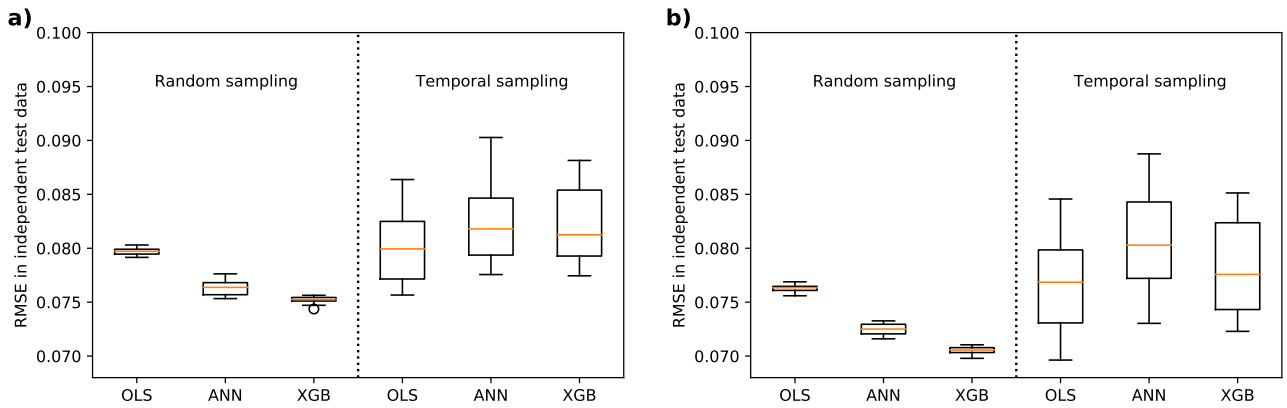 a)
RMSE in independent test data
0.100
0.095
0.090
0.085
0.080
0.075
0.070
Random sampling
Temporal sampling
OLS ANN XGB OLS ANN XGB
b)
RMSE in independent test data
0.100
0.095
0.090
0.085
0.080
0.075
0.070
Random sampling
Temporal sampling
OLS ANN XGB OLS ANN XGB